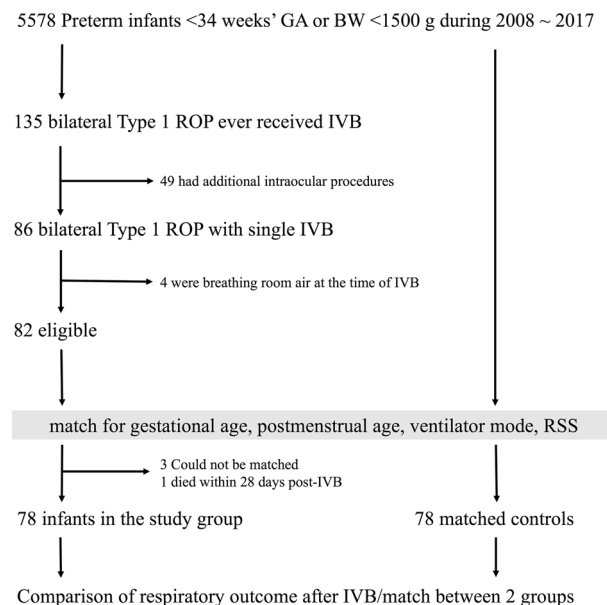 5578 Preterm infants <34 weeks' GA or BW <1500 g during 2008 ~ 2017
135 bilateral Type 1 ROP ever received IVB
49 had additional intraocular procedures
86 bilateral Type 1 ROP with single IVB
4 were breathing room air at the time of IVB
82 eligible
match for gestational age, postmenstrual age, ventilator mode, RSS
3 Could not be matched
1 died within 28 days post-IVB
78 infants in the study group
78 matched controls
Comparison of respiratory outcome after IVB/match between 2 groups